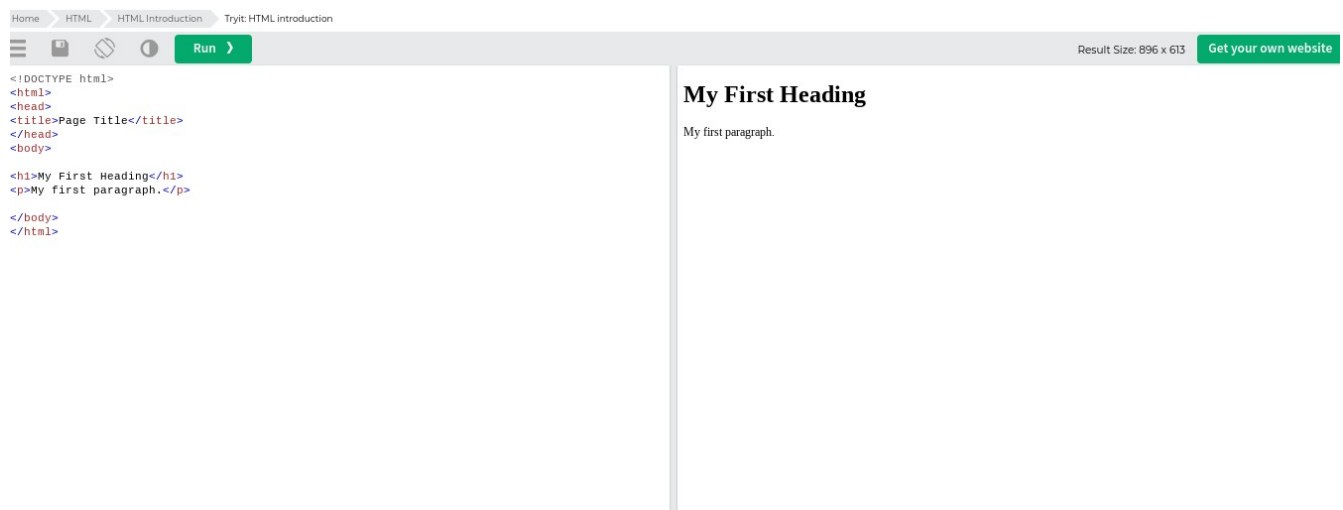 Home HTML HTML Introduction Tryit: HTML introduction
Run ❯ Result Size: 896 x 613 Get your own website
<!DOCTYPE html>
<html>
<head>
<title>Page Title</title>
</head>
<body>
<h1>My First Heading</h1>
<p>My first paragraph.</p>
</body>
</html>
My First Heading
My first paragraph.